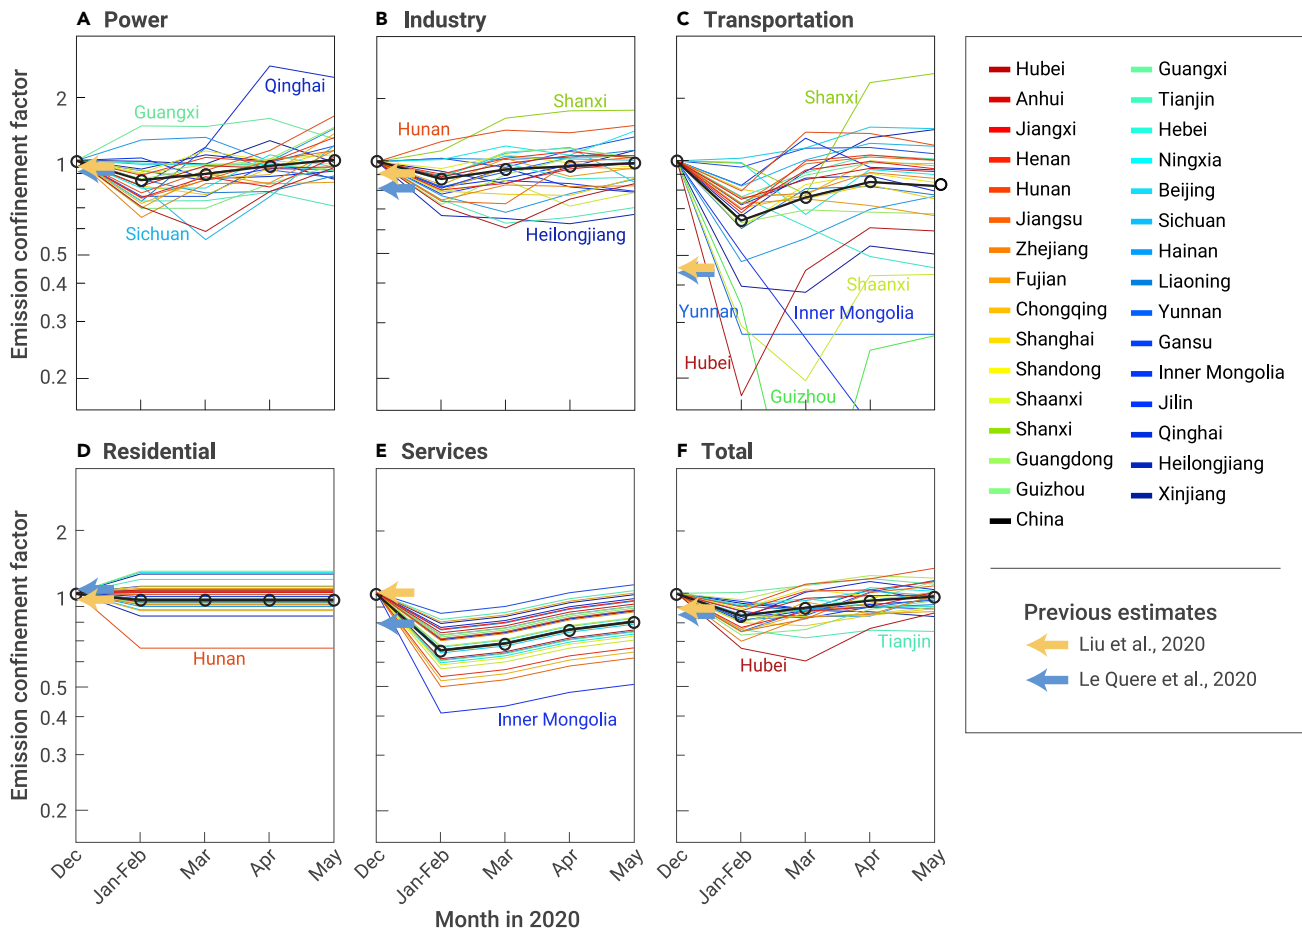 A Power
B Industry
C Transportation
Emission confinement factor
2
1
0.5
0.4
0.3
0.2
Guangxi
Qinghai
Sichuan
Hunan
Shanxi
Heilongjiang
Shanxi
Shaanxi
Yunnan
Inner Mongolia
Hubei
Guizhou
D Residential
E Services
F Total
Emission confinement factor
2
1
0.5
0.4
0.3
0.2
Hunan
Inner Mongolia
Hubei
Tianjin
Dec
Jan-Feb
Mar
Apr
May
Dec
Jan-Feb
Mar
Apr
May
Dec
Jan-Feb
Mar
Apr
May
Month in 2020
Hubei
Anhui
Jiangxi
Henan
Hunan
Jiangsu
Zhejiang
Fujian
Chongqing
Shanghai
Shandong
Shaanxi
Shanxi
Guangdong
Guizhou
China
Guangxi
Tianjin
Hebei
Ningxia
Beijing
Sichuan
Hainan
Liaoning
Yunnan
Gansu
Inner Mongolia
Jilin
Qinghai
Heilongjiang
Xinjiang
Previous estimates
Liu et al., 2020
Le Quere et al., 2020